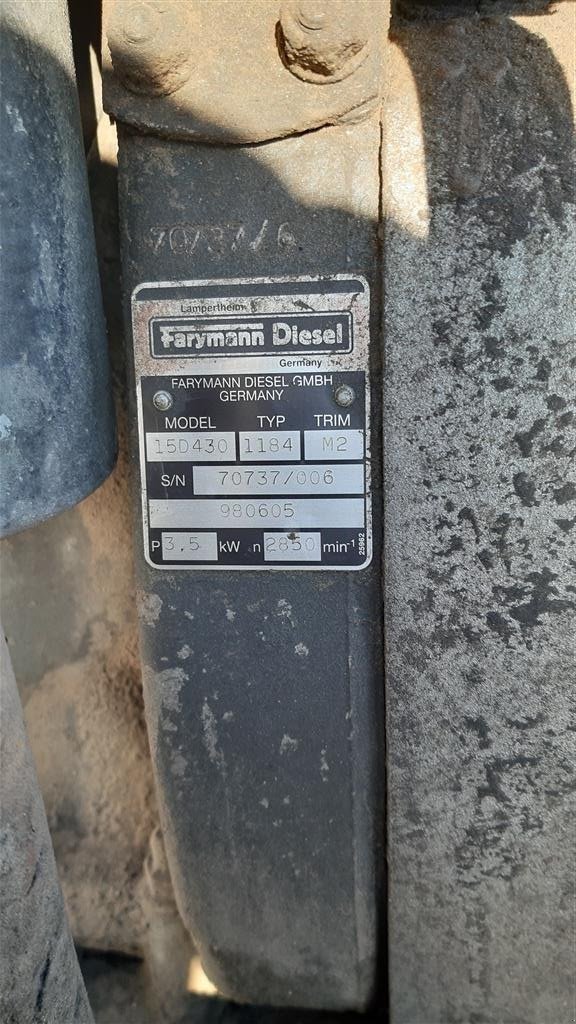 70737/6
Lampertheim
Farymann Diesel
Germany
FARYMANN DIESEL GMBH
GERMANY
MODEL TYP TRIM
15D430 1184 M2
S/N 70737/006
980605
P 3,5 kW n 2850 min-1
25962